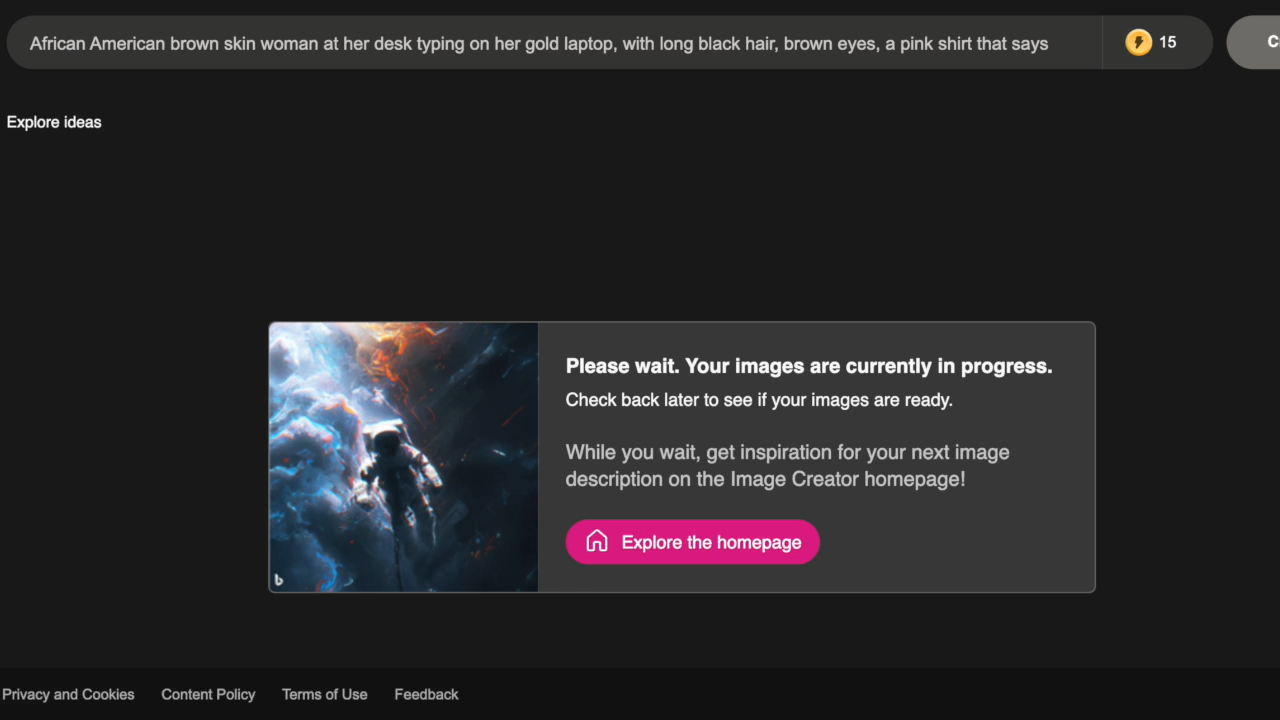 African American brown skin woman at her desk typing on her gold laptop, with long black hair, brown eyes, a pink shirt that says
15
Explore ideas
Please wait. Your images are currently in progress.
Check back later to see if your images are ready.
While you wait, get inspiration for your next image
description on the Image Creator homepage!
Explore the homepage
Privacy and Cookies
Content Policy
Terms of Use
Feedback